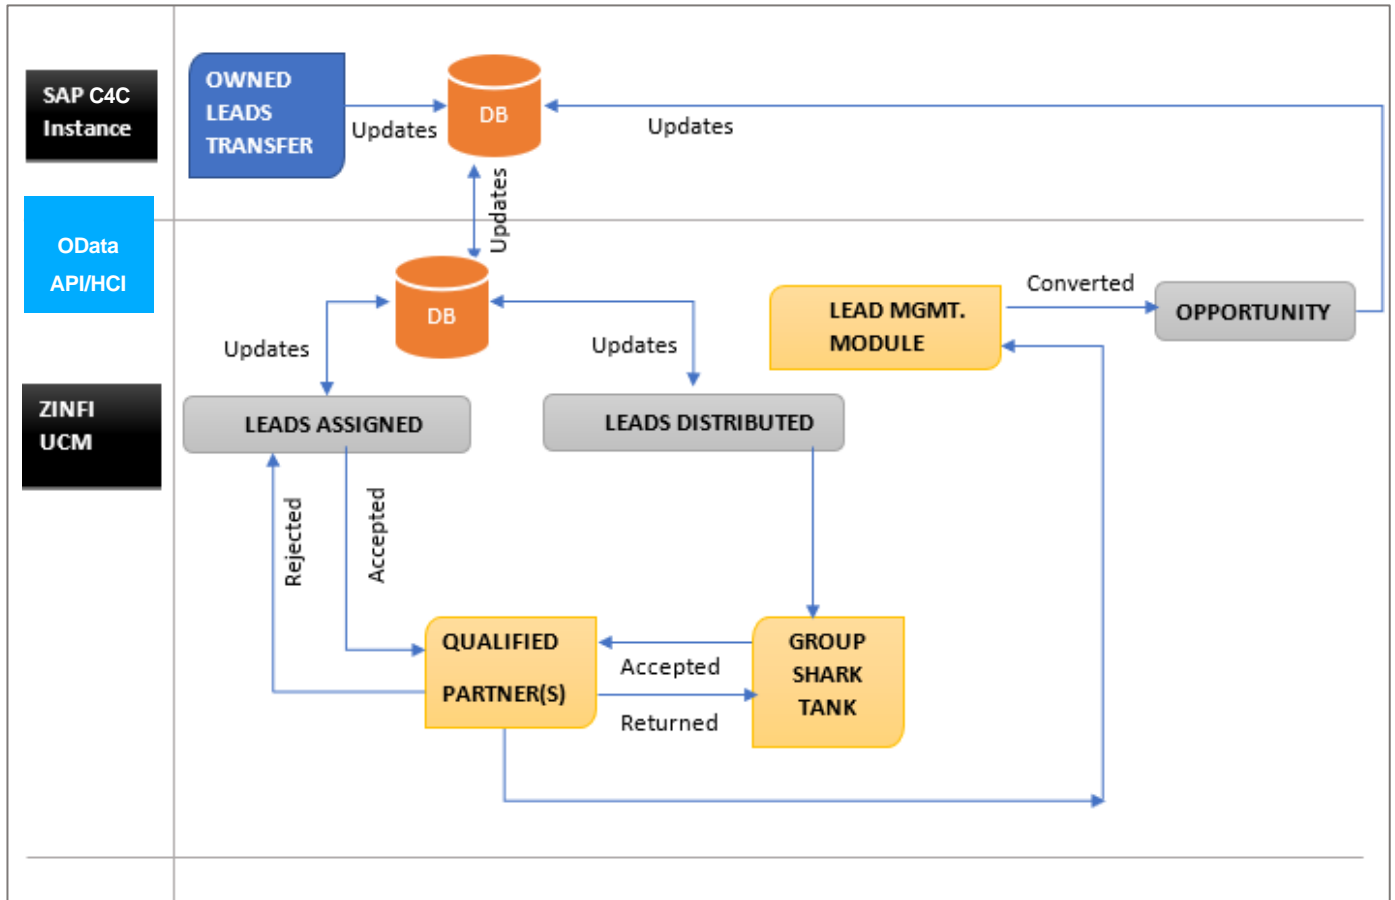 SAP C4C
Instance
OWNED
LEADS
TRANSFER
Updates
DB
Updates
Updates
OData
API/HCI
DB
Updates
Updates
LEAD MGMT.
MODULE
Converted
OPPORTUNITY
ZINFI
UCM
LEADS ASSIGNED
LEADS DISTRIBUTED
Rejected
Accepted
QUALIFIED
PARTNER(S)
Accepted
Returned
GROUP
SHARK
TANK